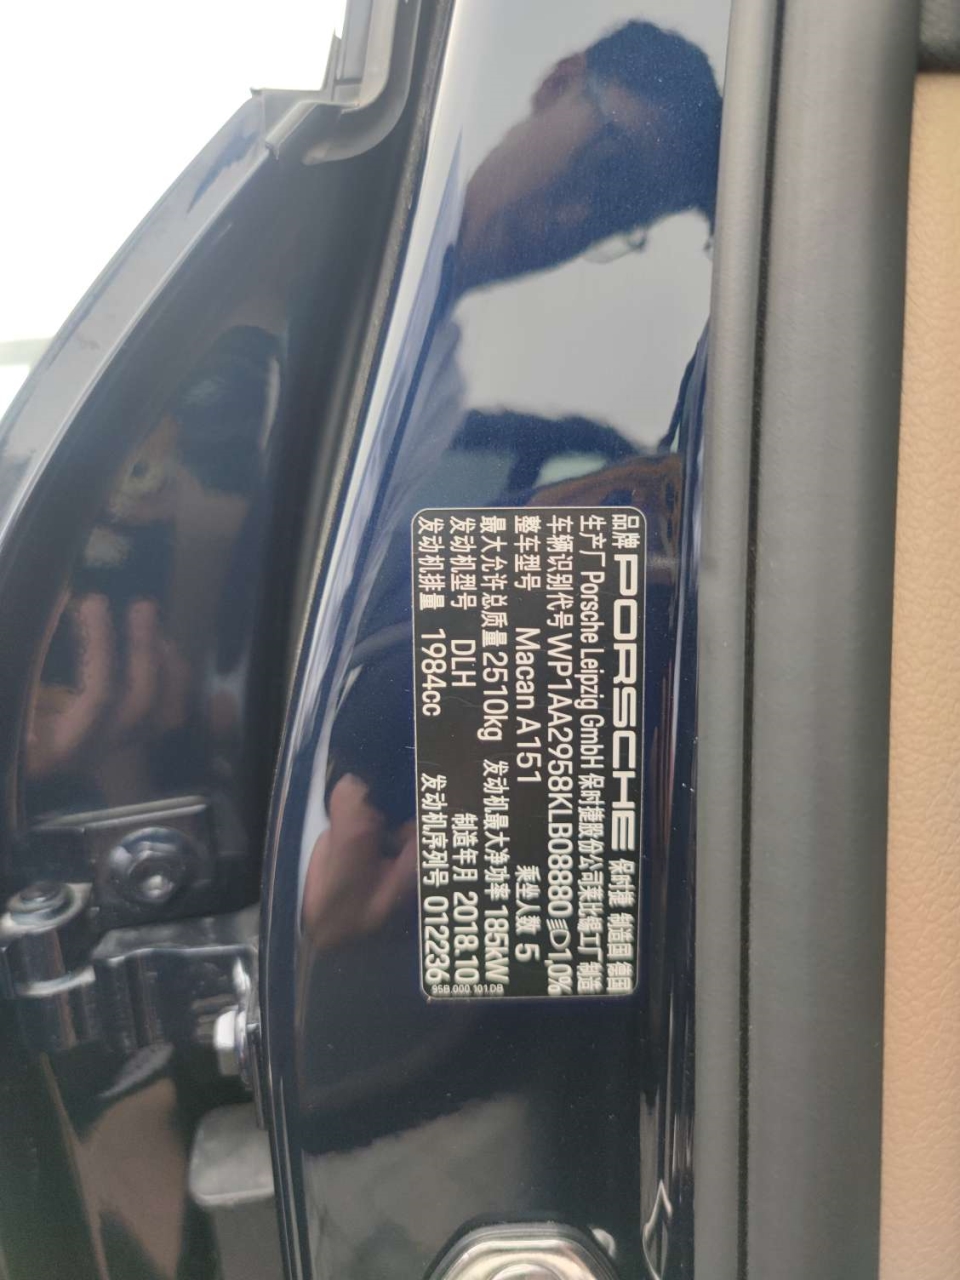 品牌 PORSCHE 保时捷 制造国 德国
生产厂 Porsche Leipzig GmbH 保时捷股份公司莱比锡工厂 制造
车辆识别代号 WP1AA2958KLB08880 1,0%
整车型号 Macan A151 乘坐人数 5
最大允许总质量 2510kg 发动机最大净功率 185kW
发动机型号 DLH 制造年月 2018.10
发动机排量 1984cc 发动机序列号 012236
95B.000.101.DB